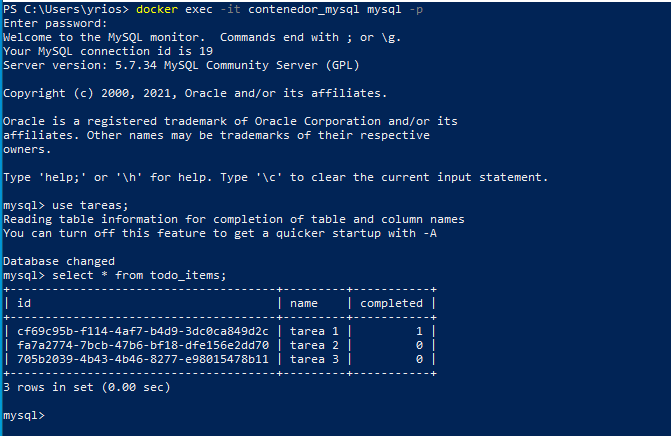 PS C:\Users\yrios> docker exec -it contenedor_mysql mysql -p
Enter password:
Welcome to the MySQL monitor.  Commands end with ; or \g.
Your MySQL connection id is 19
Server version: 5.7.34 MySQL Community Server (GPL)
Copyright (c) 2000, 2021, Oracle and/or its affiliates.
Oracle is a registered trademark of Oracle Corporation and/or its
affiliates. Other names may be trademarks of their respective
owners.
Type 'help;' or '\h' for help. Type '\c' to clear the current input statement.
mysql> use tareas;
Reading table information for completion of table and column names
You can turn off this feature to get a quicker startup with -A
Database changed
mysql> select * from todo_items;
+--------------------------------------+---------+-----------+
| id                                   | name    | completed |
+--------------------------------------+---------+-----------+
| cf69c95b-f114-4af7-b4d9-3dc0ca849d2c | tarea 1 |         1 |
| fa7a2774-7bcb-47b6-bf18-dfe156e2dd70 | tarea 2 |         0 |
| 705b2039-4b43-4b46-8277-e98015478b11 | tarea 3 |         0 |
+--------------------------------------+---------+-----------+
3 rows in set (0.00 sec)
mysql>